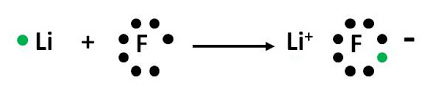 Li + F Li⁺ F -